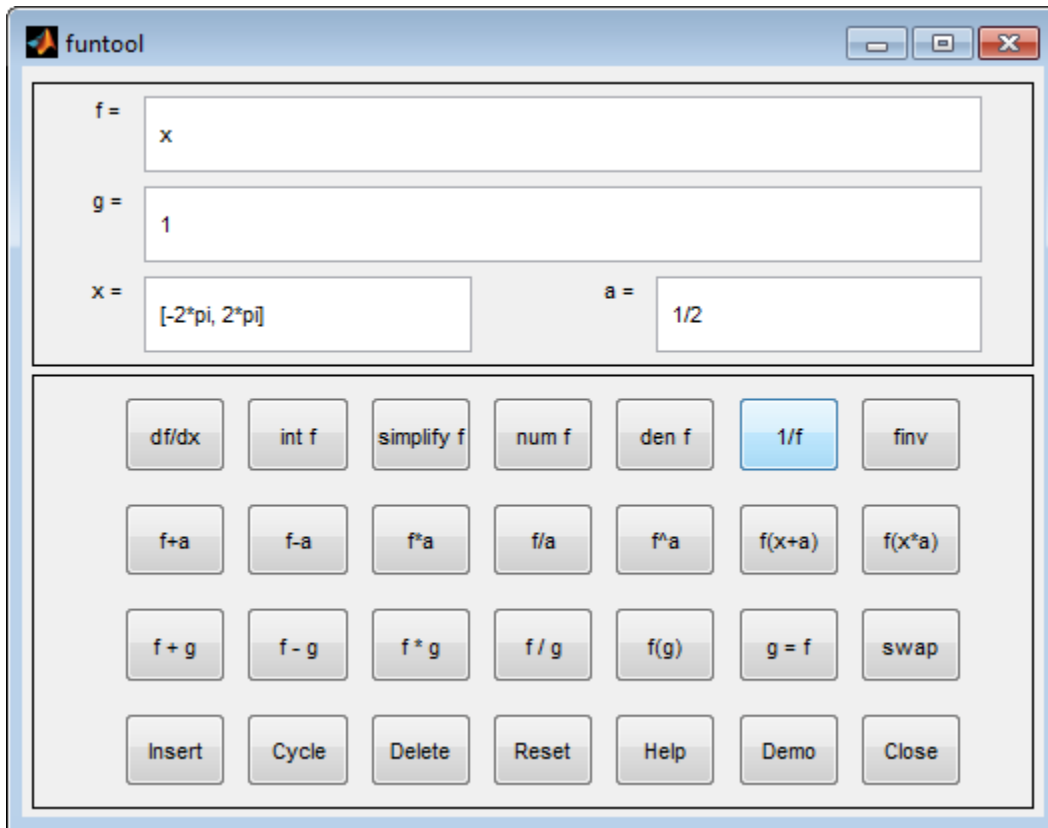 funtool
f =
x
g =
1
x =
[-2*pi, 2*pi]
a =
1/2
df/dx int f simplify f num f den f 1/f finv
f+a f-a f*a f/a f^a f(x+a) f(x*a)
f + g f - g f * g f / g f(g) g = f swap
Insert Cycle Delete Reset Help Demo Close